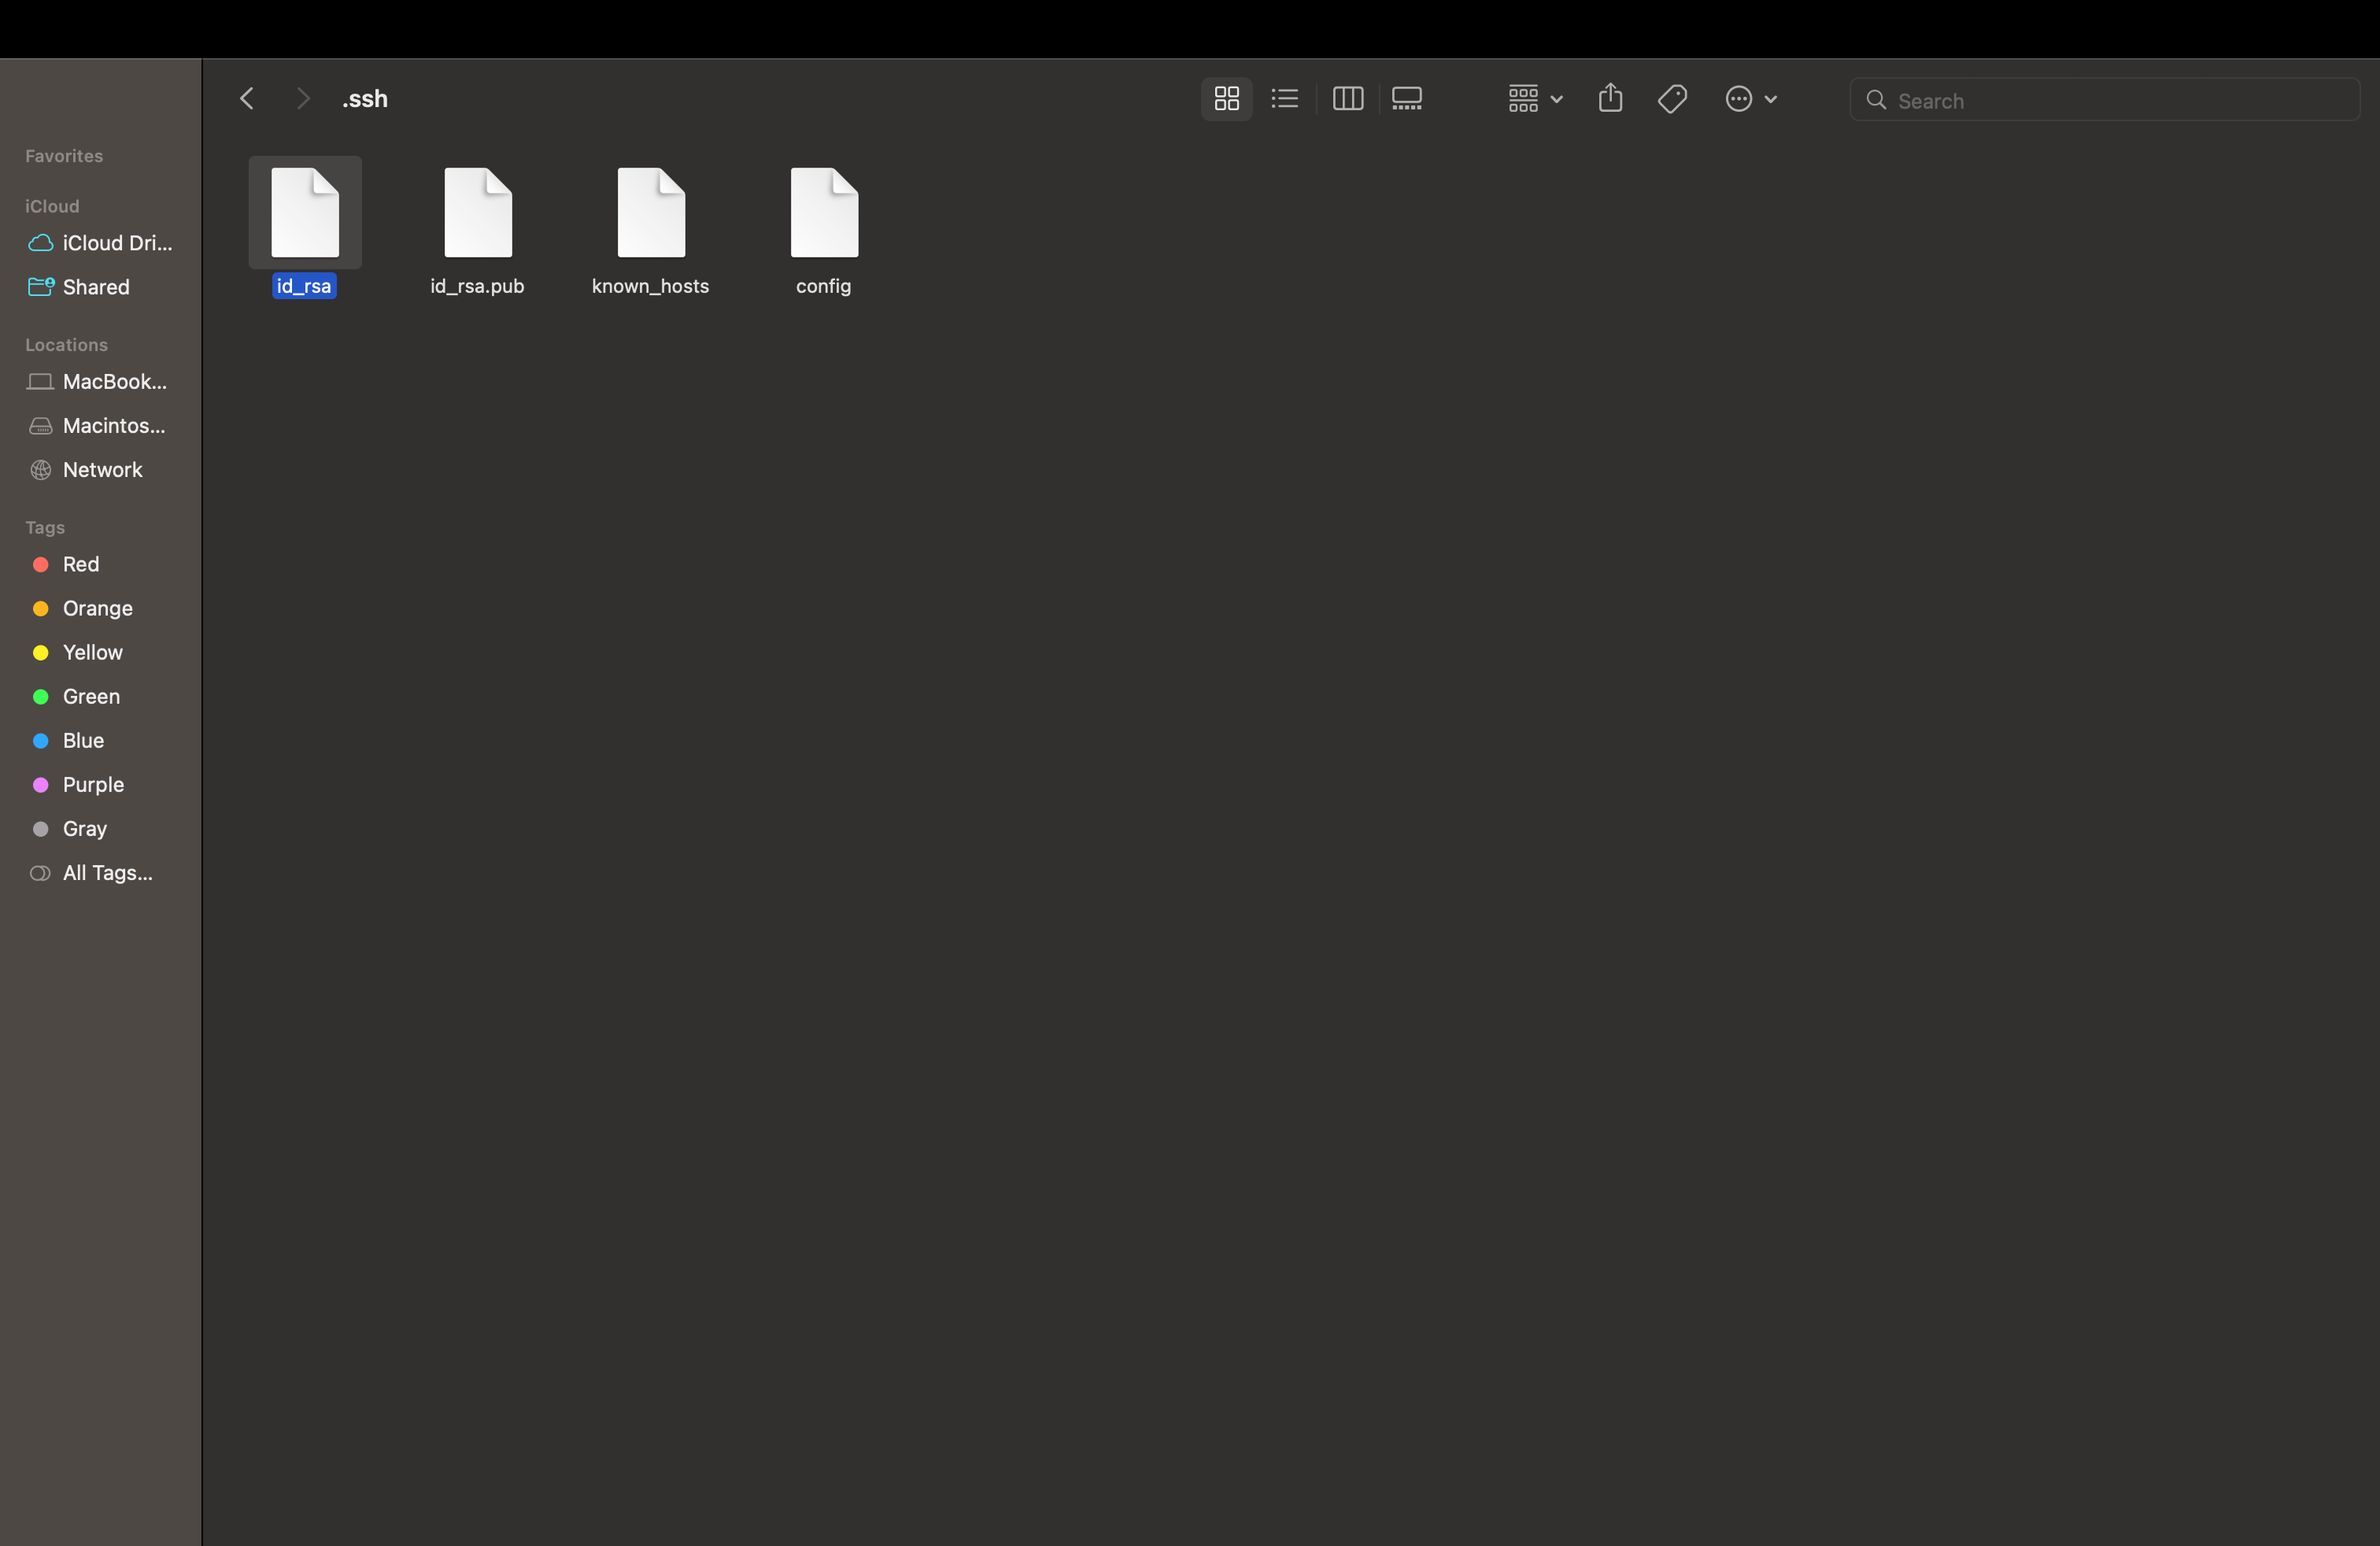 .ssh
Search
Favorites
iCloud
iCloud Dri...
Shared
Locations
MacBook...
Macintos...
Network
Tags
Red
Orange
Yellow
Green
Blue
Purple
Gray
All Tags...
id_rsa
id_rsa.pub
known_hosts
config